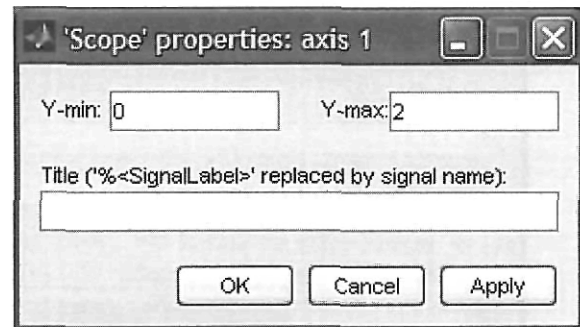 'Scope' properties: axis 1
Y-min: 0 Y-max: 2
Title ('%<SignalLabel>' replaced by signal name):
OK Cancel Apply